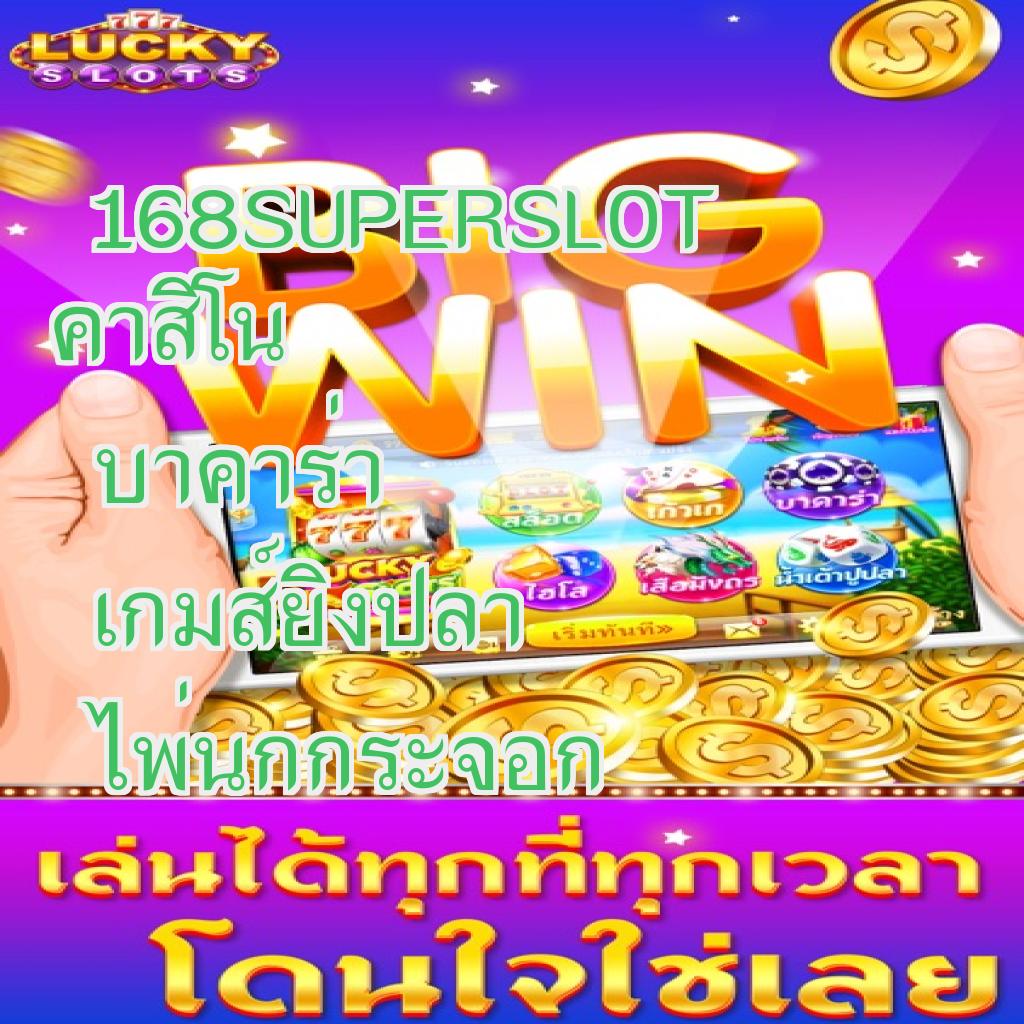 777
LUCKY
SLOTS
BIG
WIN
168SUPERSLOT
คาสิโน
บาคาร่า
เกมส์ยิงปลา
ไพ่นกกระจอก
777
สล็อต
เก้าเก
บาคาร่า
ไฮโล
เสือมังกร
น้ำเต้าปูปลา
เริ่มทันที»
เล่นได้ทุกที่ทุกเวลา
โดนใจใช่เลย